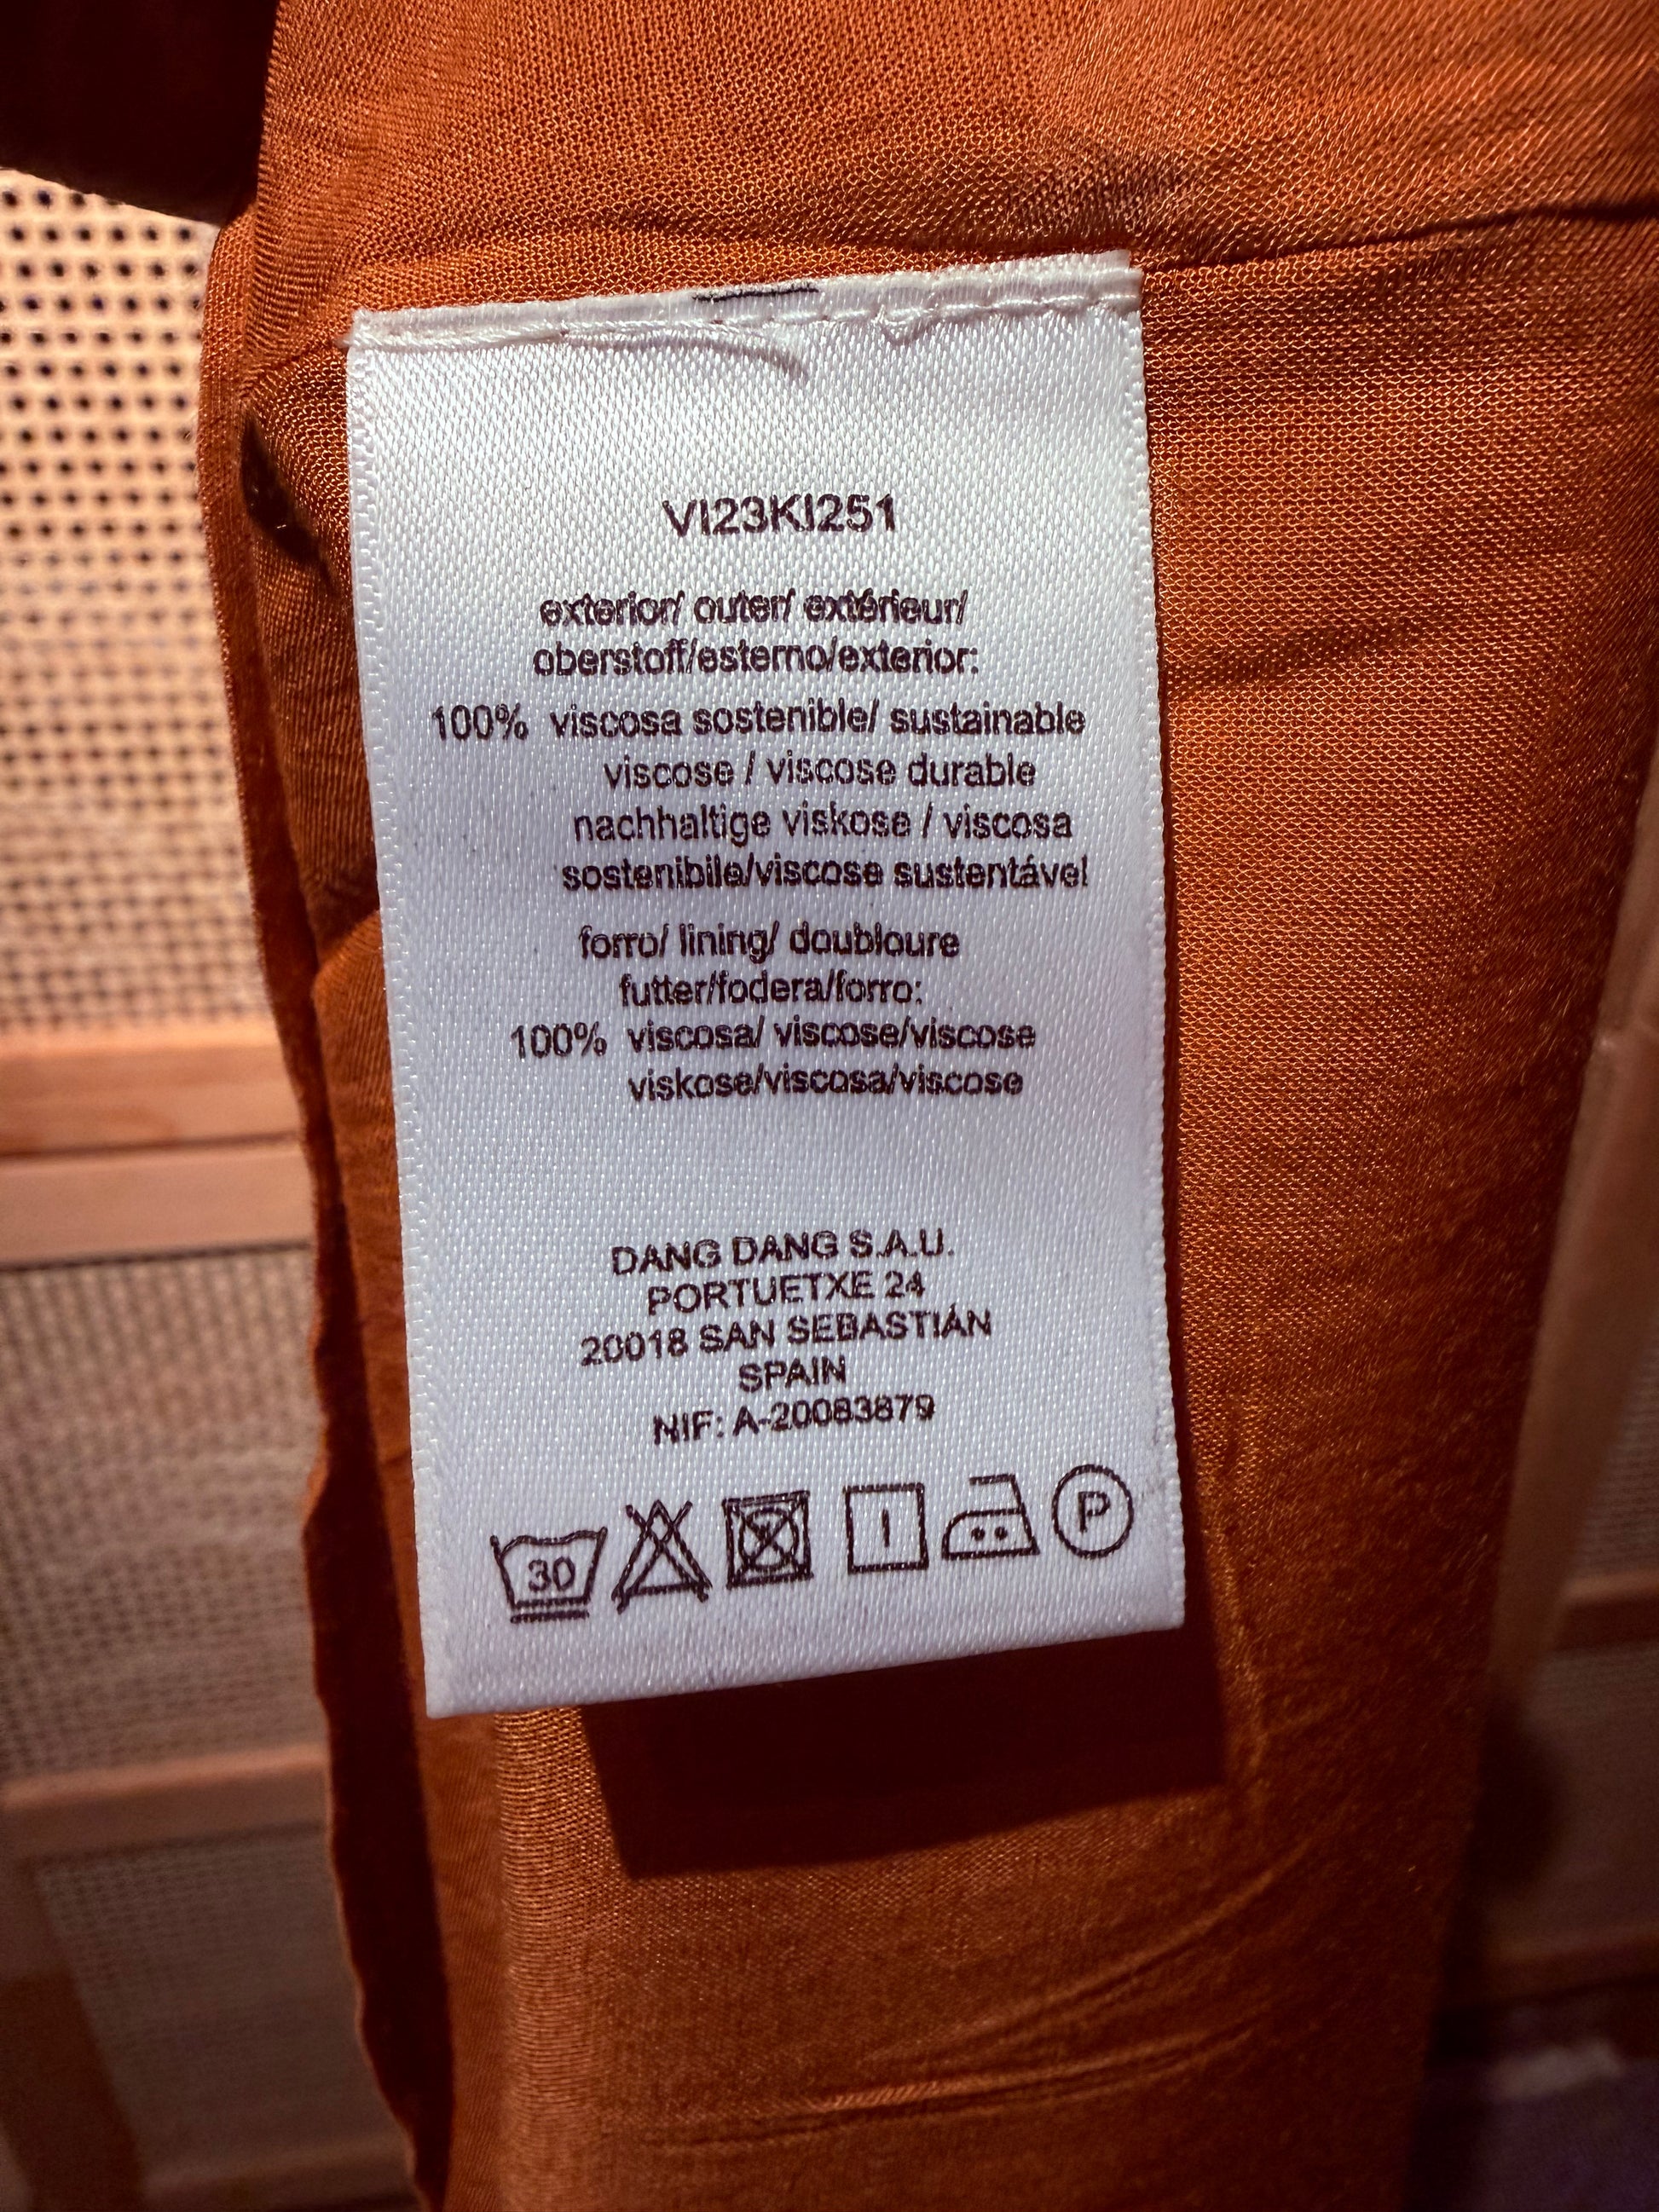 VI23KI251
exterior/ outer/ extérieur/
oberstoff/esterno/exterior:
100% viscosa sostenible/ sustainable
viscose / viscose durable
nachhaltige viskose / viscosa
sostenibile/viscose sustentável
forro/ lining/ doubloure
futter/fodera/forro:
100% viscosa/ viscose/viscose
viskose/viscosa/viscose
DANG DANG S.A.U.
PORTUETXE 24
20018 SAN SEBASTIÁN
SPAIN
NIF: A-20083879
30 P